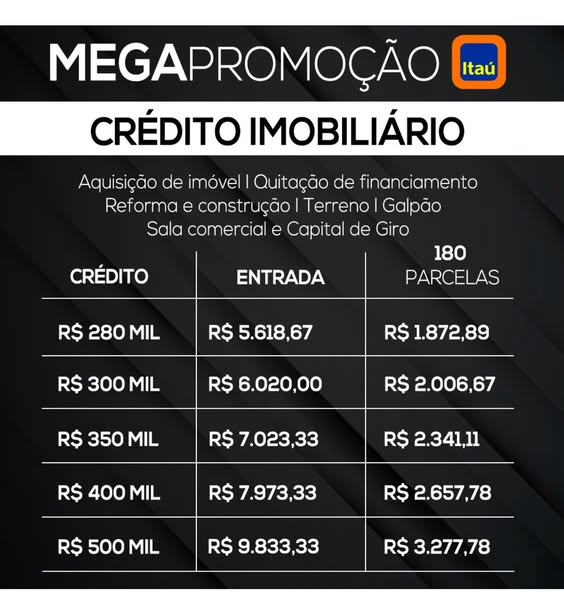 MEGAPROMOÇÃO Itaú
CRÉDITO IMOBILIÁRIO
Aquisição de imóvel | Quitação de financiamento
Reforma e construção | Terreno | Galpão
Sala comercial e Capital de Giro
CRÉDITO ENTRADA 180 PARCELAS
R$ 280 MIL R$ 5.618,67 R$ 1.872,89
R$ 300 MIL R$ 6.020,00 R$ 2.006,67
R$ 350 MIL R$ 7.023,33 R$ 2.341,11
R$ 400 MIL R$ 7.973,33 R$ 2.657,78
R$ 500 MIL R$ 9.833,33 R$ 3.277,78